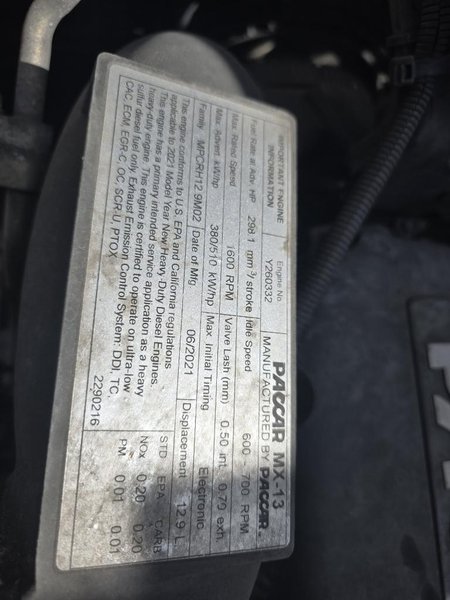 IMPORTANT ENGINE INFORMATION
Engine No. Y260332
PACCAR MX-13
MANUFACTURED BY PACCAR
Fuel Rate at Adv. HP 298.1 mm³/stroke Idle Speed 600 - 700 RPM
Max. Rated Speed 1600 RPM Valve Lash (mm) 0.50 int. 0.70 exh.
Max. Advert. kW/hp 380/510 kW/hp Max. Initial Timing Electronic
Family MPCRH12.9M02 Date of Mfg 06/2021 Displacement 12.9 L
This engine conforms to U.S. EPA and California regulations
applicable to 2021 Model Year New Heavy Duty Diesel Engines.
This engine has a primary intended service application as a heavy
heavy-duty engine. This engine is certified to operate on ultra-low
sulfur diesel fuel only. Exhaust Emission Control System: DDI, TC,
CAC, ECM, EGR-C, OC, SCR-U, PTOX
2290216
STD EPA CARB
NOx 0.20 0.20
PM 0.01 0.01
PA